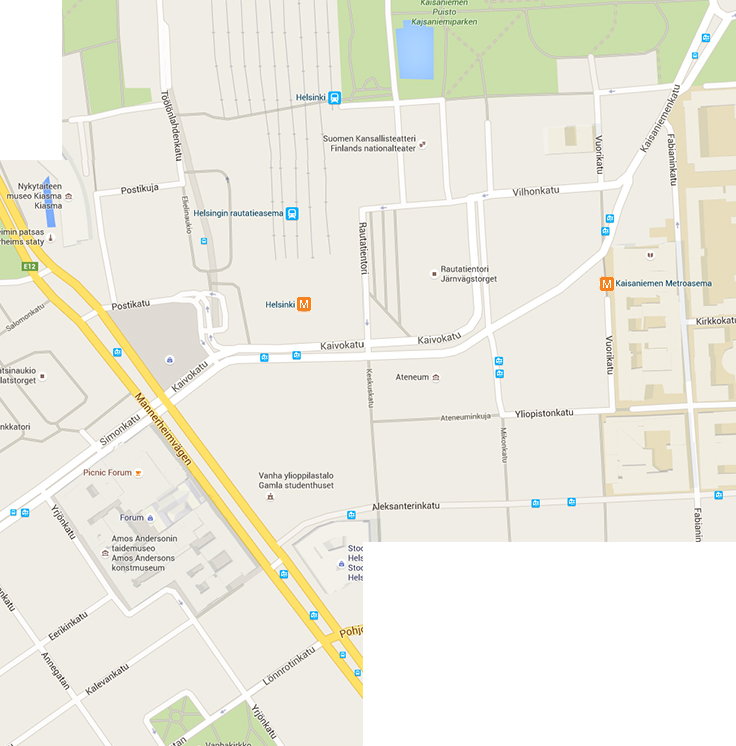 Kaisaniemen
Puisto
Kajsaniemiparken
Helsinki
Töölönlahdenkatu
Kaisaniemenkatu
Suomen Kansallisteatteri
Finlands nationalteater
Vuorikatu
Fabianinkatu
Nykytaiteen
museo Kiasma
Kiasma
Postikuja
Vilhonkatu
Elielinaukio
Helsingin rautatieasema
Rautatientori
E12
Rautatientori
Järnvägstorget
Kaisaniemen Metroasema
M
M
Helsinki
Postikatu
Salomonkatu
Kirkkokatu
Kaivokatu
Kaivokatu
Vuorikatu
Kaivokatu
Keskuskatu
Ateneum
Mannerheimvägen
Simonkatu
Ateneuminkuja
Yliopistonkatu
Mikonkatu
Picnic Forum
Vanha ylioppilastalo
Gamla studenthuset
Aleksanterinkatu
Yrjönkatu
Forum
Amos Andersonin
taidemuseo
Amos Andersons
konstmuseum
Eerikinkatu
Annegatan
Kalevankatu
Lönnrotinkatu
Yrjönkatu